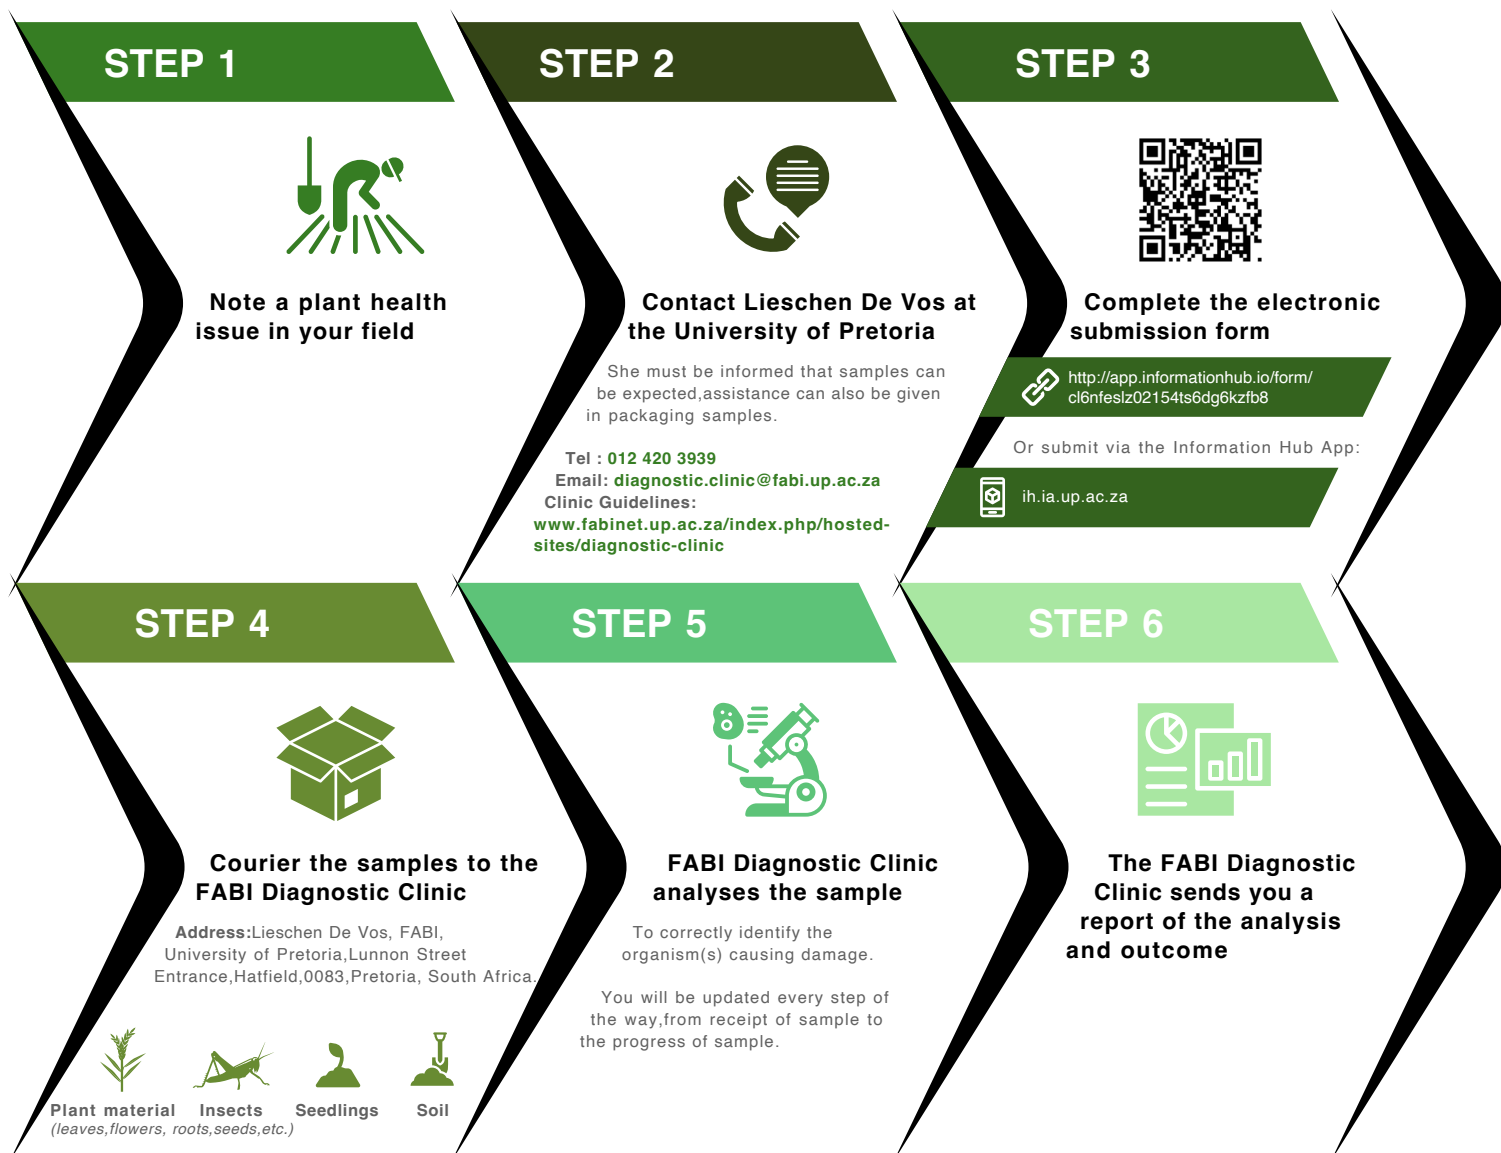 STEP 1
Note a plant health
issue in your field
STEP 2
Contact Lieschen De Vos at
the University of Pretoria
She must be informed that samples can
be expected,assistance can also be given
in packaging samples.
Tel : 012 420 3939
Email: diagnostic.clinic@fabi.up.ac.za
Clinic Guidelines:
www.fabinet.up.ac.za/index.php/hosted-
sites/diagnostic-clinic
STEP 3
Complete the electronic
submission form
http://app.informationhub.io/form/
cl6nfeslz02154ts6dg6kzfb8
Or submit via the Information Hub App:
ih.ia.up.ac.za
STEP 4
Courier the samples to the
FABI Diagnostic Clinic
Address:Lieschen De Vos, FABI,
University of Pretoria,Lunnon Street
Entrance,Hatfield,0083,Pretoria, South Africa.
Plant material
(leaves,flowers, roots,seeds,etc.)
Insects
Seedlings
Soil
STEP 5
FABI Diagnostic Clinic
analyses the sample
To correctly identify the
organism(s) causing damage.
You will be updated every step of
the way,from receipt of sample to
the progress of sample.
STEP 6
The FABI Diagnostic
Clinic sends you a
report of the analysis
and outcome